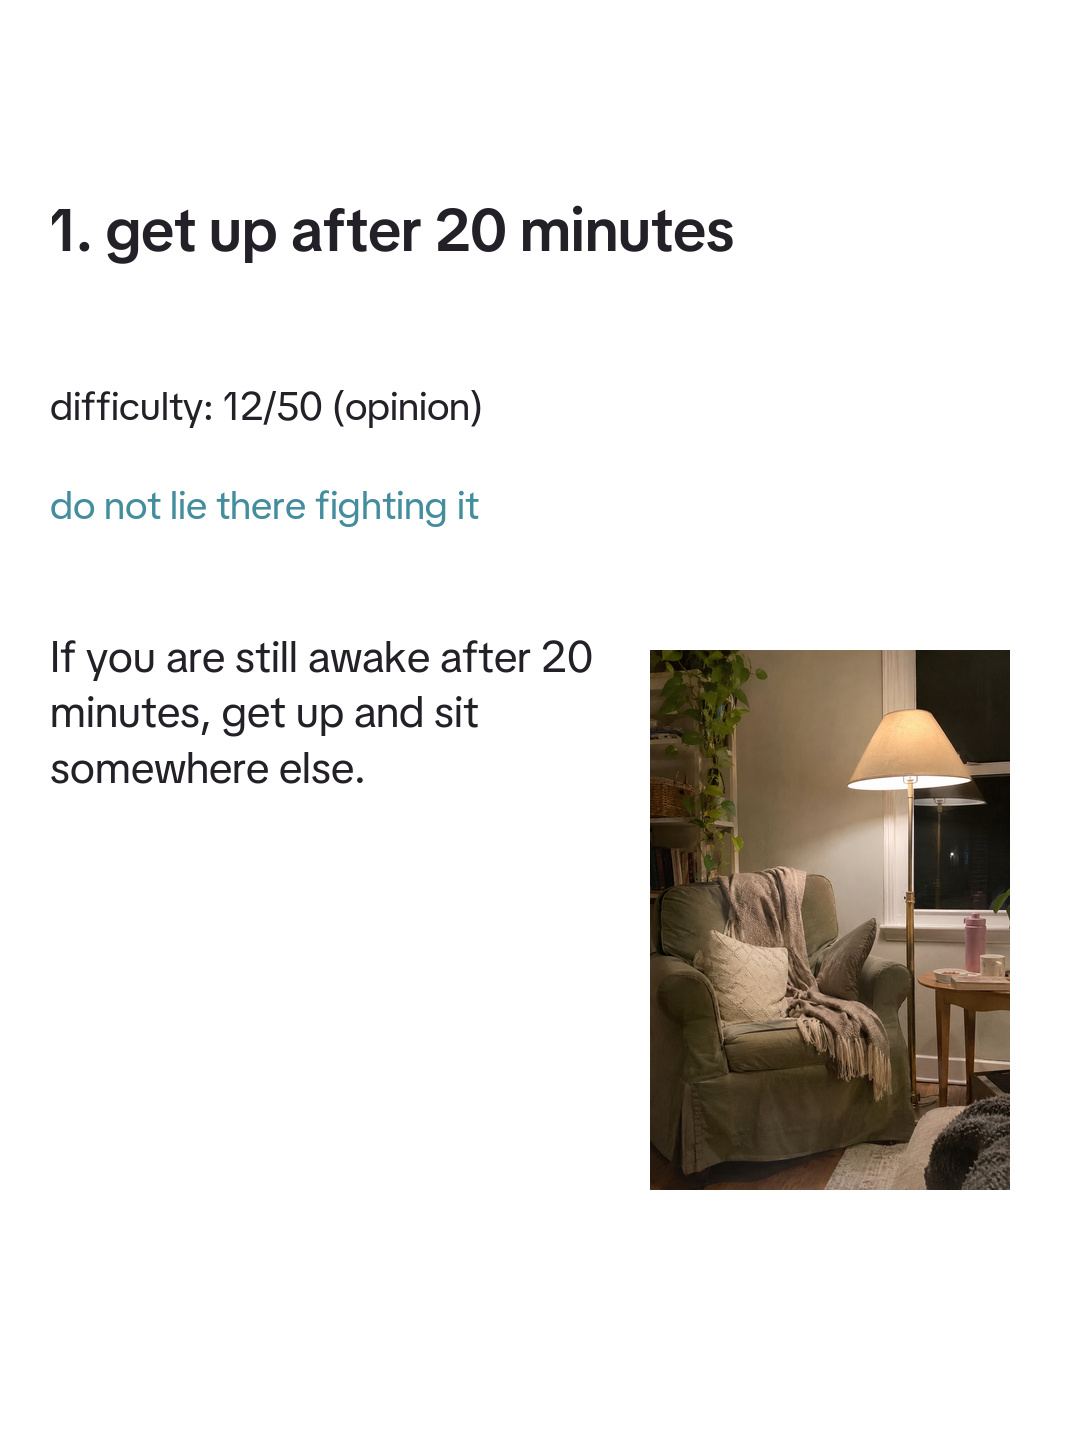 1. get up after 20 minutes
difficulty: 12/50 (opinion)
do not lie there fighting it
If you are still awake after 20
minutes, get up and sit
somewhere else.